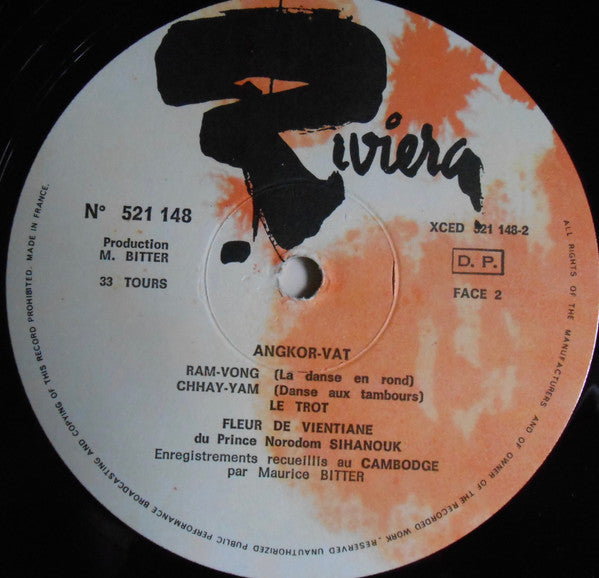 Riviera
N° 521 148
Production
M. BITTER
33 TOURS
XCED 521 148-2
D. P.
FACE 2
ANGKOR-VAT
RAM-VONG (La danse en rond)
CHHAY-YAM (Danse aux tambours)
LE TROT
FLEUR DE VIENTIANE
du Prince Norodom SIHANOUK
Enregistrements recueillis au CAMBODGE
par Maurice BITTER
ALL RIGHTS OF THE MANUFACTURERS AND OF OWNER OF THE RECORDED WORK . RESERVED UNAUTHORIZED PUBLIC PERFORMANCE BROADCASTING AND COPYING OF THIS RECORD PROHIBITED. MADE IN FRANCE.